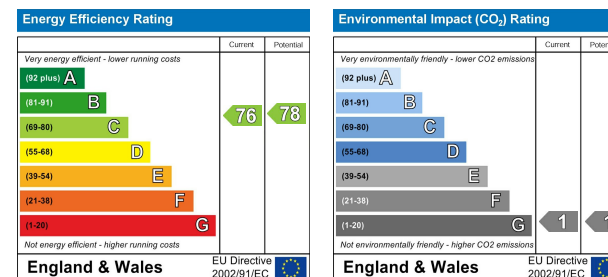 Energy Efficiency Rating
Current Potential
Very energy efficient - lower running costs
(92 plus) A
(81-91) B
(69-80) C
(55-68) D
(39-54) E
(21-38) F
(1-20) G
76 78
Not energy efficient - higher running costs
England & Wales
EU Directive
2002/91/EC
Environmental Impact (CO2) Rating
Current Poten
Very environmentally friendly - lower CO2 emissions
(92 plus) A
(81-91) B
(69-80) C
(55-68) D
(39-54) E
(21-38) F
(1-20) G
1 1
Not environmentally friendly - higher CO2 emissions
England & Wales
EU Directive
2002/91/EC